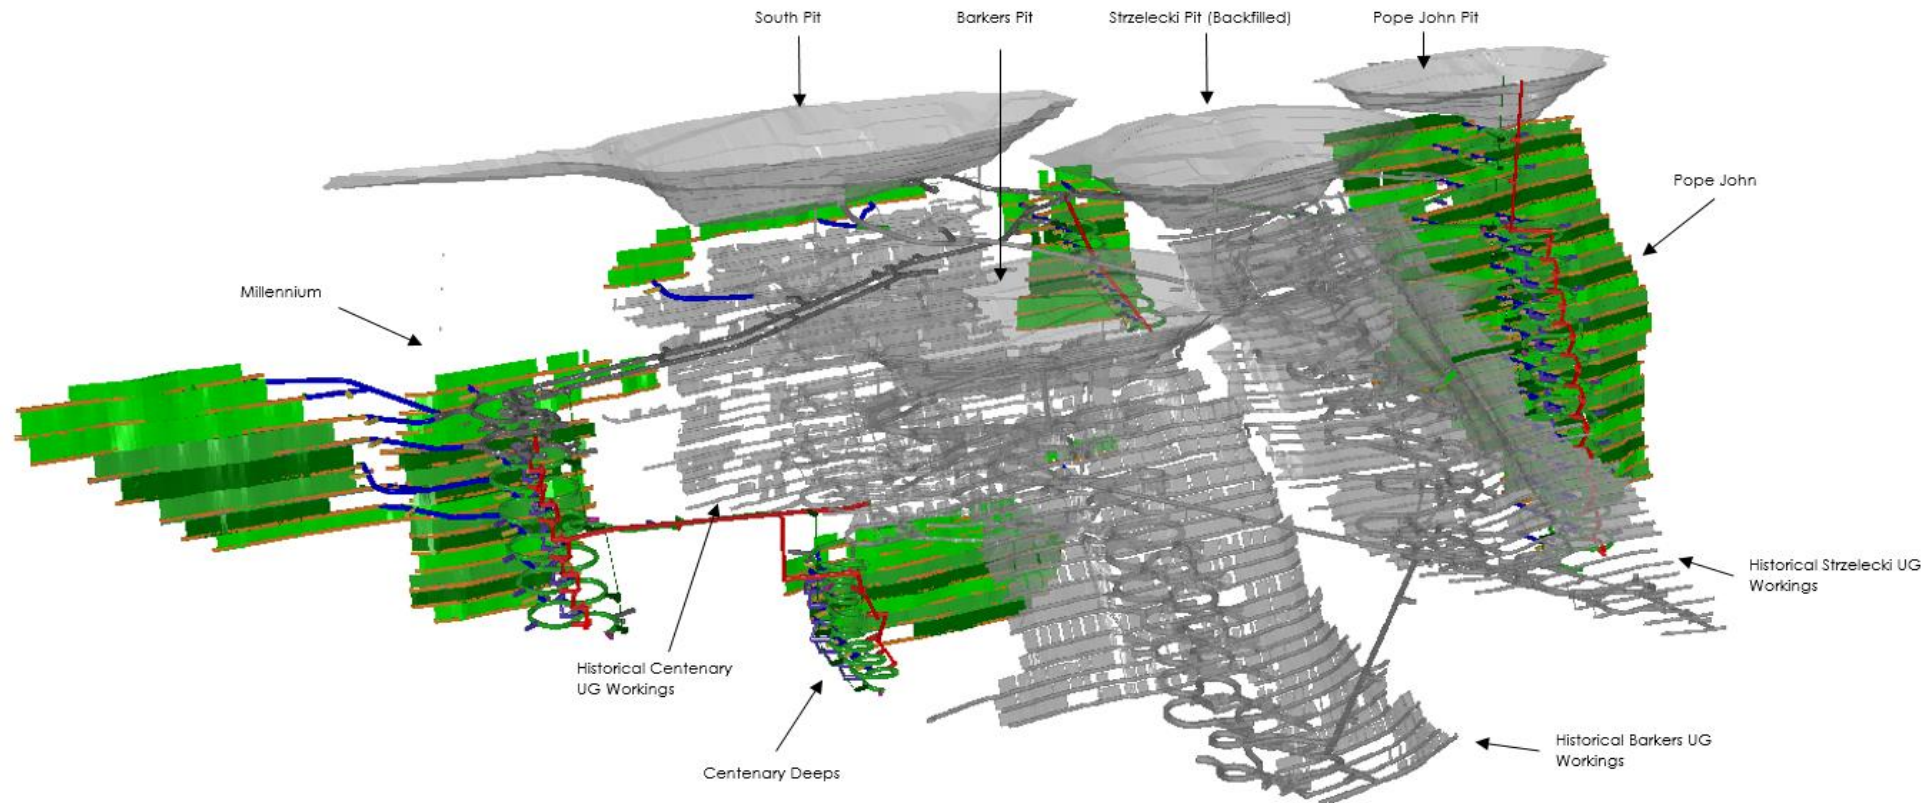 South Pit
Barkers Pit
Strzelecki Pit (Backfilled)
Pope John Pit
Pope John
Millennium
Historical Strzelecki UG
Workings
Historical Centenary
UG Workings
Historical Barkers UG
Workings
Centenary Deeps